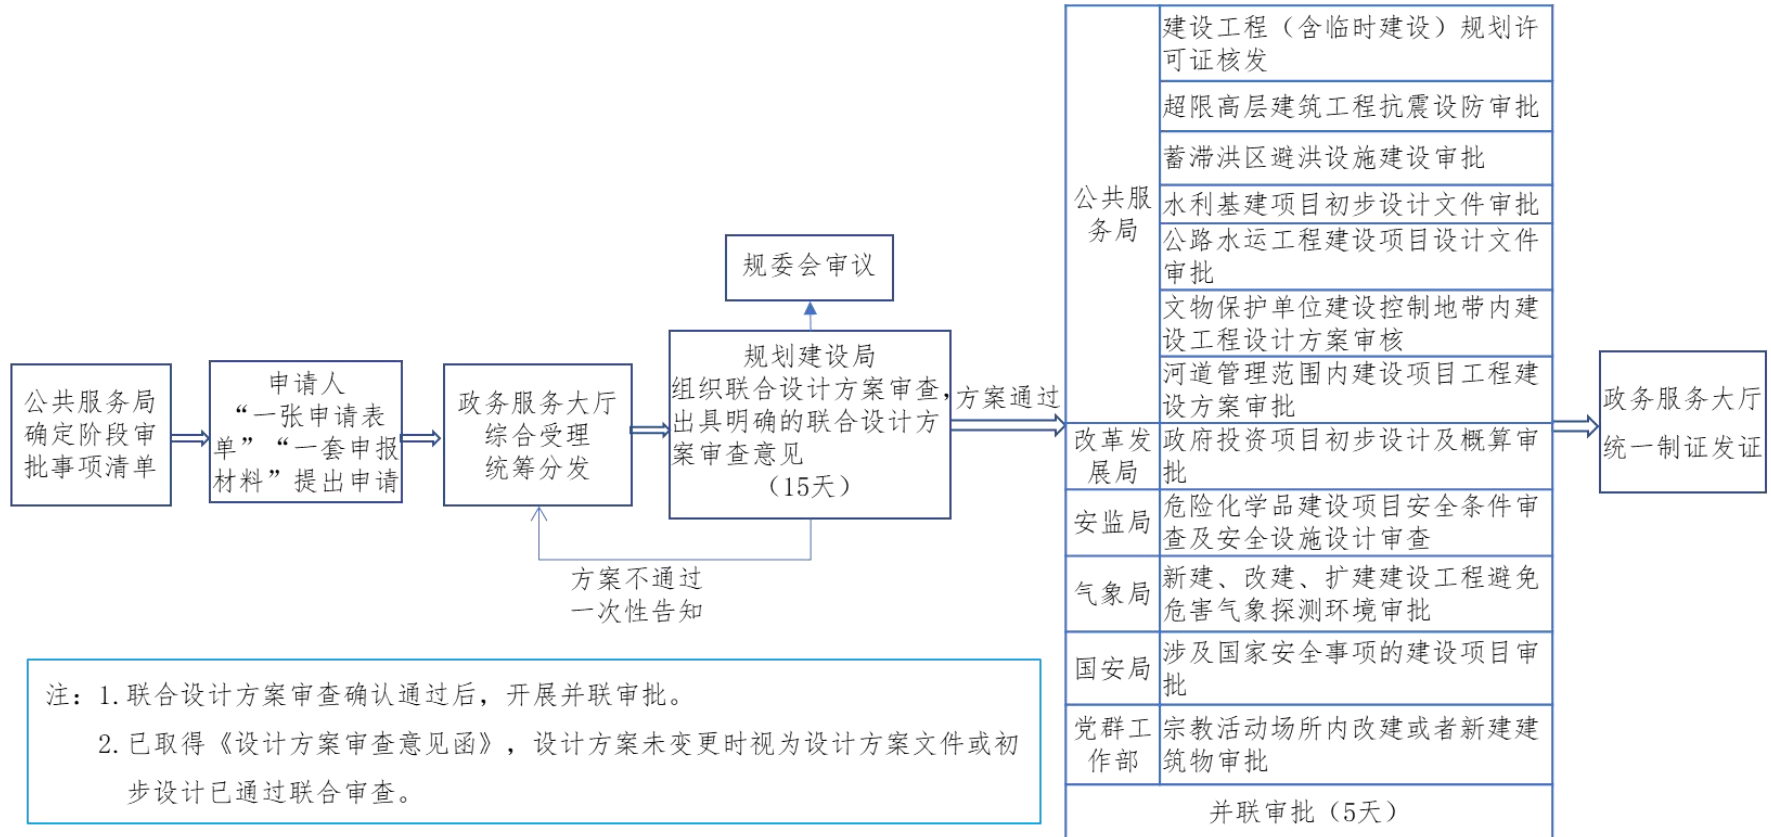 公共服务局
确定阶段审
批事项清单
申请人
“一张申请表
单”“一套申报
材料”提出申请
政务服务大厅
综合受理
统筹分发
规委会审议
规划建设局
组织联合设计方案审查，
出具明确的联合设计方
案审查意见
（15天）
方案不通过
一次性告知
方案通过
公共服
务局
建设工程（含临时建设）规划许
可证核发
超限高层建筑工程抗震设防审批
蓄滞洪区避洪设施建设审批
水利基建项目初步设计文件审批
公路水运工程建设项目设计文件
审批
文物保护单位建设控制地带内建
设工程设计方案审核
河道管理范围内建设项目工程建
设方案审批
改革发
展局
政府投资项目初步设计及概算审
批
安监局
危险化学品建设项目安全条件审
查及安全设施设计审查
气象局
新建、改建、扩建建设工程避免
危害气象探测环境审批
国安局
涉及国家安全事项的建设项目审
批
党群工
作部
宗教活动场所内改建或者新建建
筑物审批
并联审批（5天）
政务服务大厅
统一制证发证
注：1.联合设计方案审查确认通过后，开展并联审批。
2.已取得《设计方案审查意见函》，设计方案未变更时视为设计方案文件或初
步设计已通过联合审查。